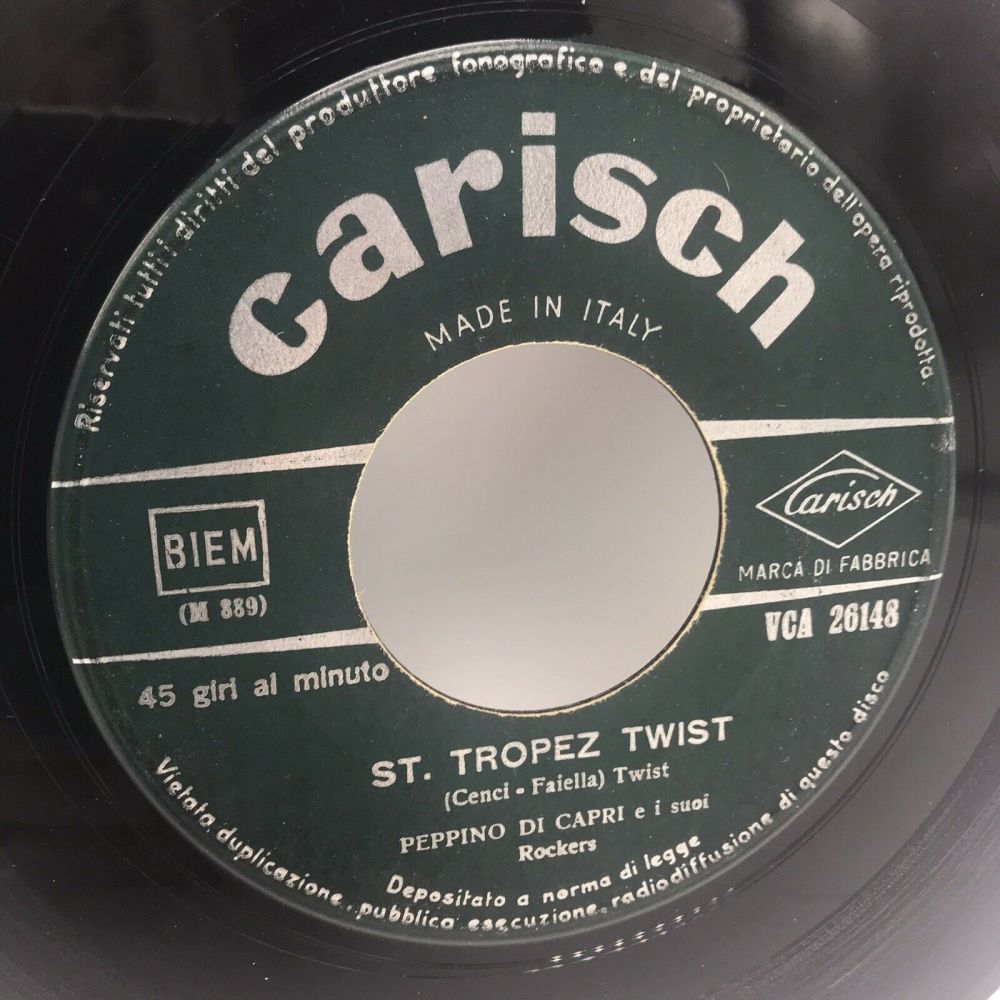 Riservati tutti i diritti del produttore fonografico e del proprietario dell'opera riprodotta.
carisch
MADE IN ITALY
BIEM
(M 889)
Carisch
MARCA DI FABBRICA
VCA 26148
45 giri al minuto
ST. TROPEZ TWIST
(Cenci - Faiella) Twist
PEPPINO DI CAPRI e i suoi
Rockers
Depositato a norma di legge
Vietata duplicazione, pubblica esecuzione, radiodiffusione di questo disco